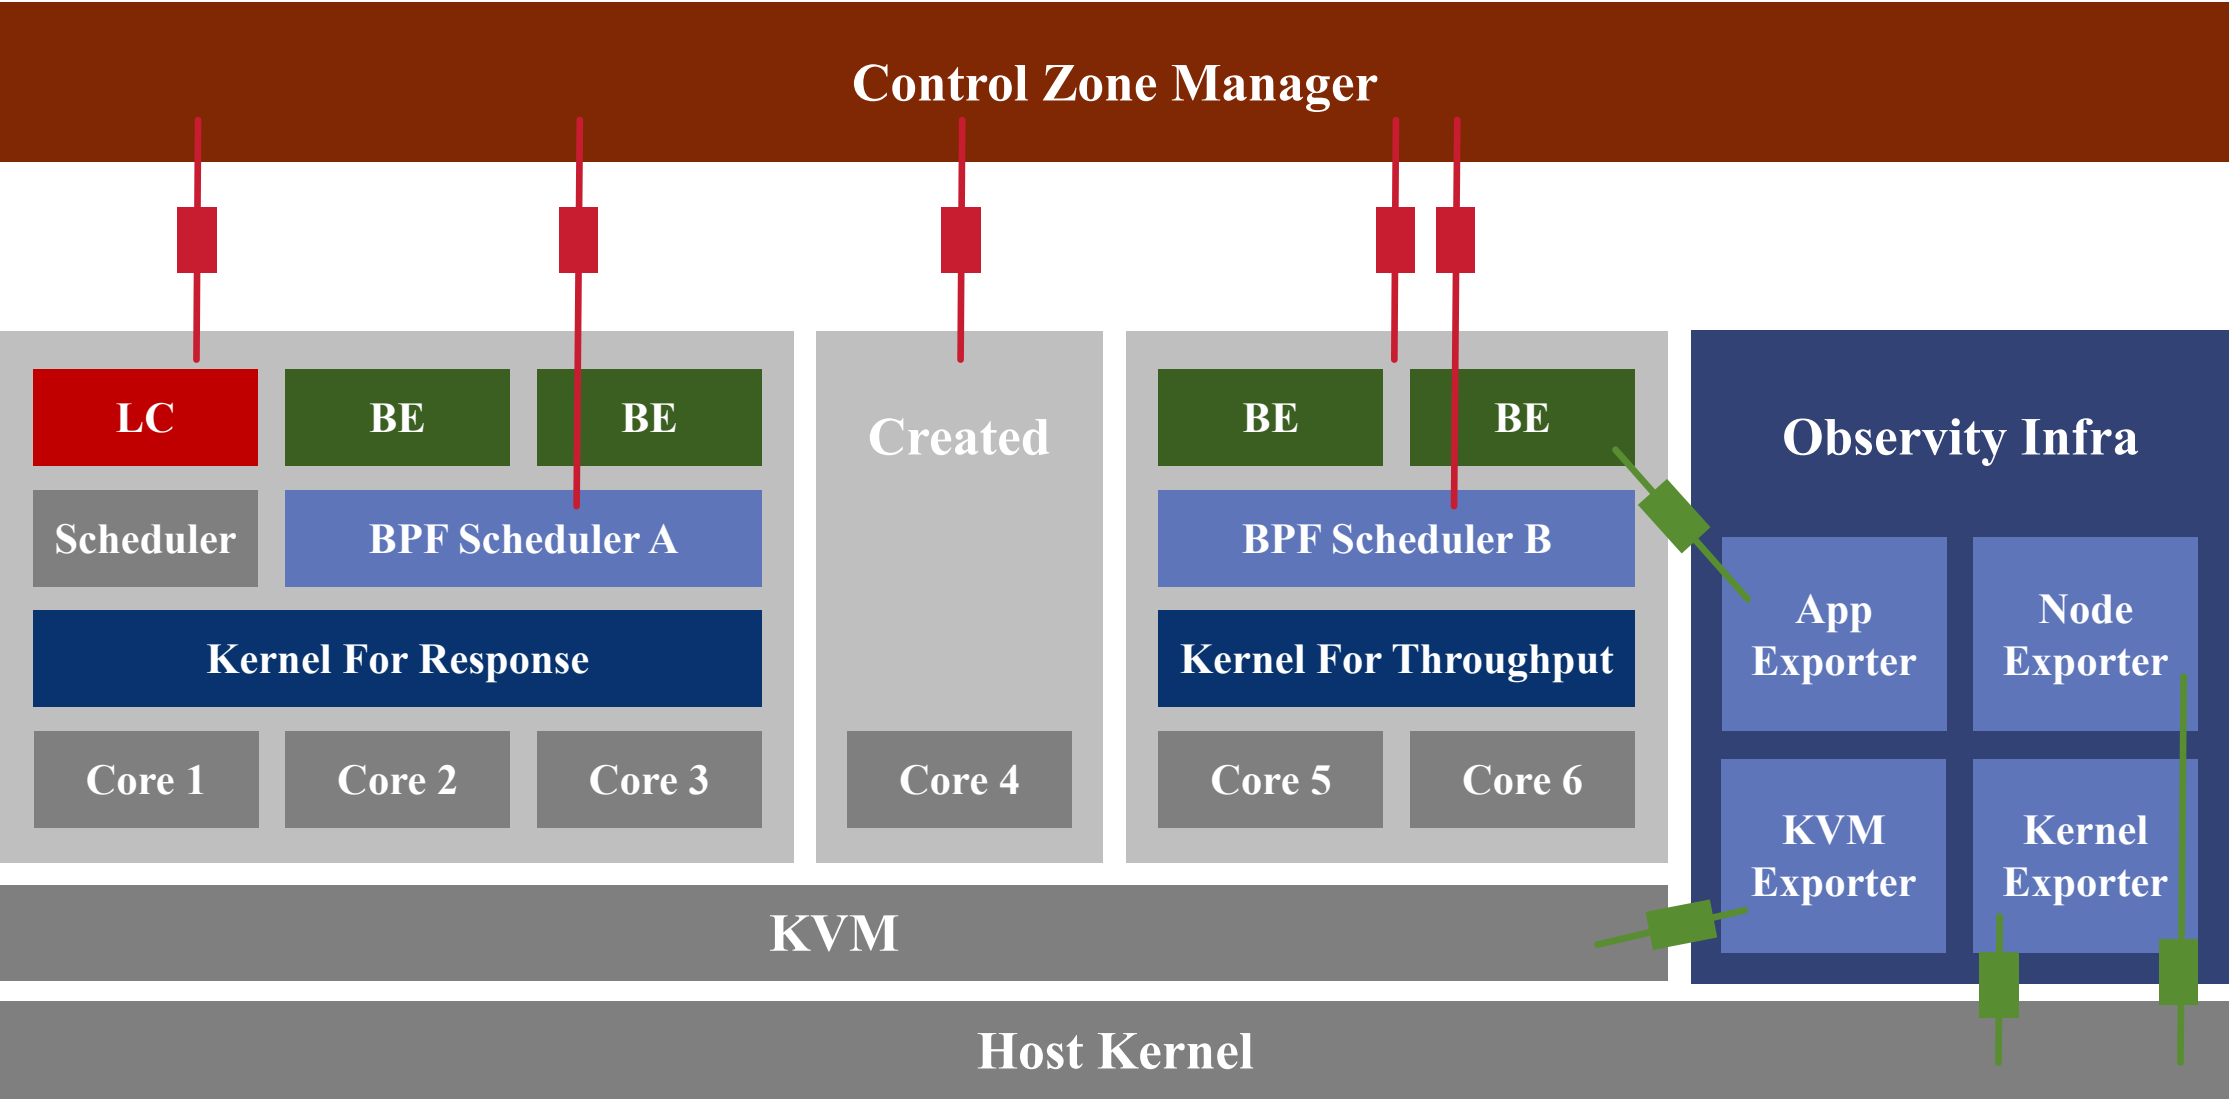 Control Zone Manager
LC
BE
BE
Scheduler
BPF Scheduler A
Kernel For Response
Core 1
Core 2
Core 3
Created
Core 4
BE
BE
BPF Scheduler B
Kernel For Throughput
Core 5
Core 6
Observity Infra
App
Exporter
Node
Exporter
KVM
Exporter
Kernel
Exporter
KVM
Host Kernel